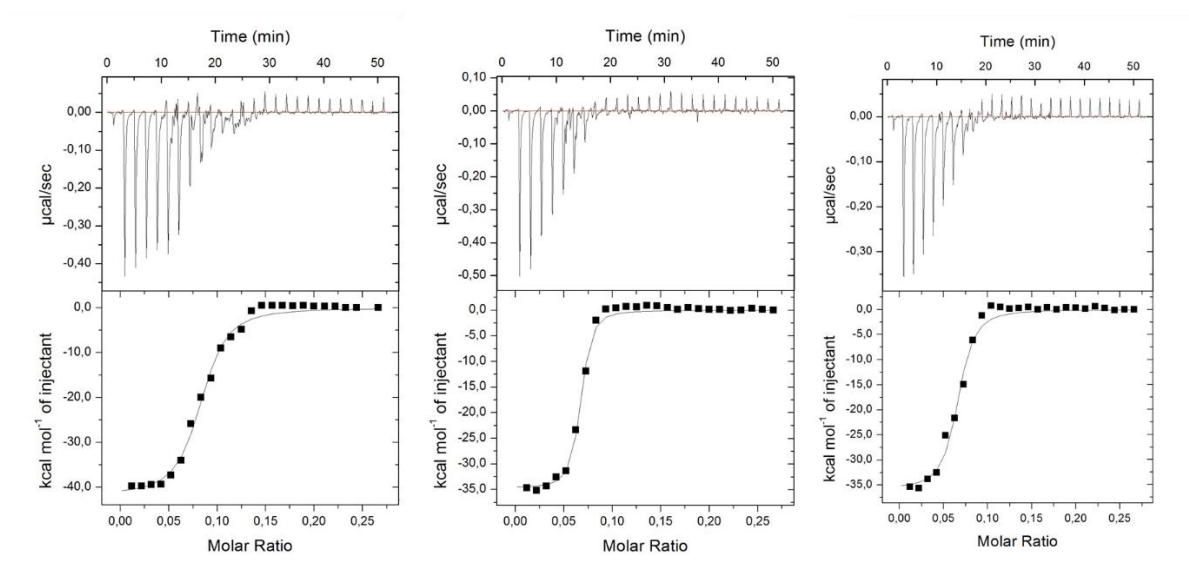 Time (min)
0 10 20 30 40 50
0,00
-0,10
-0,20
-0,30
-0,40
µcal/sec
0,0
-10,0
-20,0
-30,0
-40,0
kcal mol⁻¹ of injectant
0,00 0,05 0,10 0,15 0,20 0,25
Molar Ratio
Time (min)
0 10 20 30 40 50
0,10
0,00
-0,10
-0,20
-0,30
-0,40
-0,50
µcal/sec
0,0
-5,0
-10,0
-15,0
-20,0
-25,0
-30,0
-35,0
kcal mol⁻¹ of injectant
0,00 0,05 0,10 0,15 0,20 0,25
Molar Ratio
Time (min)
0 10 20 30 40 50
0,00
-0,10
-0,20
-0,30
µcal/sec
0,0
-5,0
-10,0
-15,0
-20,0
-25,0
-30,0
-35,0
kcal mol⁻¹ of injectant
0,00 0,05 0,10 0,15 0,20 0,25
Molar Ratio